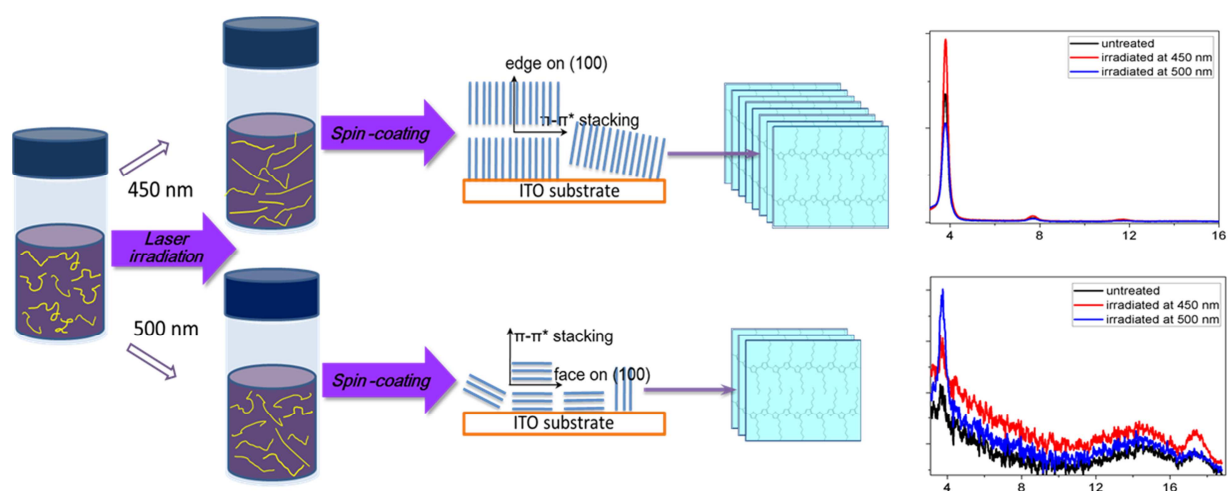 450 nm
Laser
irradiation
500 nm
Spin-coating
edge on (100)
π-π* stacking
ITO substrate
untreated
irradiated at 450 nm
irradiated at 500 nm
4 8 12 16
Spin-coating
π-π* stacking
face on (100)
ITO substrate
untreated
irradiated at 450 nm
irradiated at 500 nm
4 8 12 16